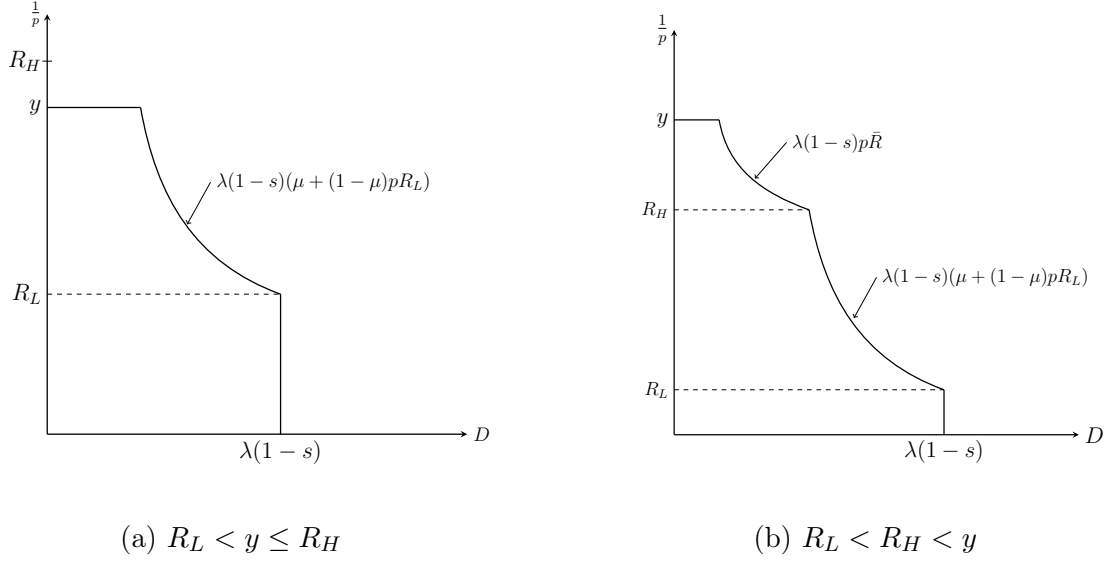 1/p
R_H
y
λ(1 − s)(μ + (1 − μ)pR_L)
R_L
D
λ(1 − s)
(a) R_L < y ≤ R_H
1/p
y
λ(1 − s)pR̄
R_H
λ(1 − s)(μ + (1 − μ)pR_L)
R_L
D
λ(1 − s)
(b) R_L < R_H < y